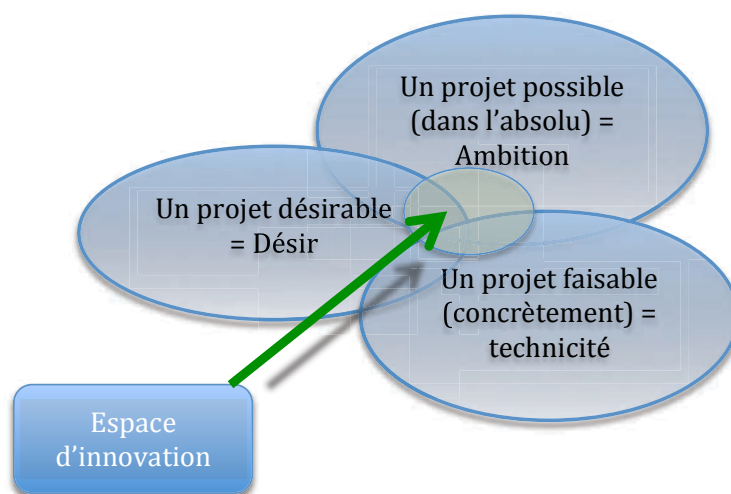 Un projet possible
(dans l’absolu) =
Ambition
Un projet désirable
= Désir
Un projet faisable
(concrètement) =
technicité
Espace
d’innovation